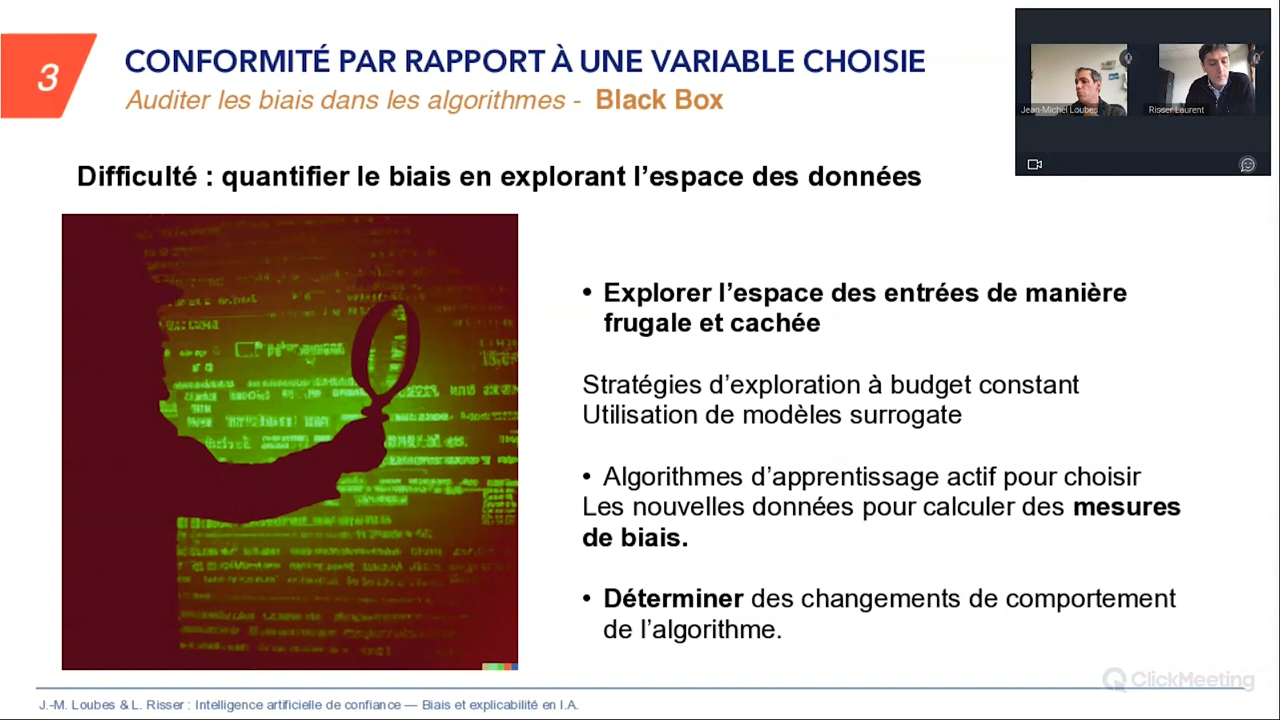 3
CONFORMITÉ PAR RAPPORT À UNE VARIABLE CHOISIE
Auditer les biais dans les algorithmes - Black Box
Jean-Michel Loubes
Risser Laurent
Difficulté : quantifier le biais en explorant l’espace des données
• Explorer l’espace des entrées de manière
frugale et cachée
Stratégies d’exploration à budget constant
Utilisation de modèles surrogate
• Algorithmes d’apprentissage actif pour choisir
Les nouvelles données pour calculer des mesures
de biais.
• Déterminer des changements de comportement
de l’algorithme.
ClickMeeting
J.-M. Loubes & L. Risser : Intelligence artificielle de confiance — Biais et explicabilité en I.A.